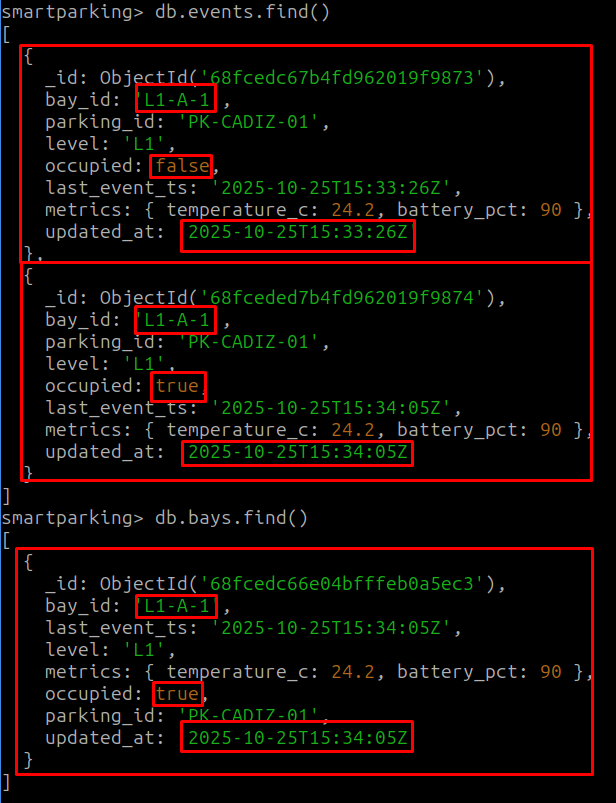 smartparking> db.events.find()
[
{
_id: ObjectId('68fcedc67b4fd962019f9873'),
bay_id: 'L1-A-1',
parking_id: 'PK-CADIZ-01',
level: 'L1',
occupied: false,
last_event_ts: '2025-10-25T15:33:26Z',
metrics: { temperature_c: 24.2, battery_pct: 90 },
updated_at: '2025-10-25T15:33:26Z'
},
{
_id: ObjectId('68fceded7b4fd962019f9874'),
bay_id: 'L1-A-1',
parking_id: 'PK-CADIZ-01',
level: 'L1',
occupied: true,
last_event_ts: '2025-10-25T15:34:05Z',
metrics: { temperature_c: 24.2, battery_pct: 90 },
updated_at: '2025-10-25T15:34:05Z'
}
]
smartparking> db.bays.find()
[
{
_id: ObjectId('68fcedc66e04bfffeb0a5ec3'),
bay_id: 'L1-A-1',
last_event_ts: '2025-10-25T15:34:05Z',
level: 'L1',
metrics: { temperature_c: 24.2, battery_pct: 90 },
occupied: true,
parking_id: 'PK-CADIZ-01',
updated_at: '2025-10-25T15:34:05Z'
}
]